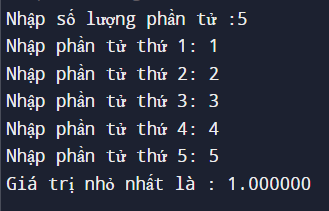 Nhập số lượng phần tử :5
Nhập phần tử thứ 1: 1
Nhập phần tử thứ 2: 2
Nhập phần tử thứ 3: 3
Nhập phần tử thứ 4: 4
Nhập phần tử thứ 5: 5
Giá trị nhỏ nhất là : 1.000000